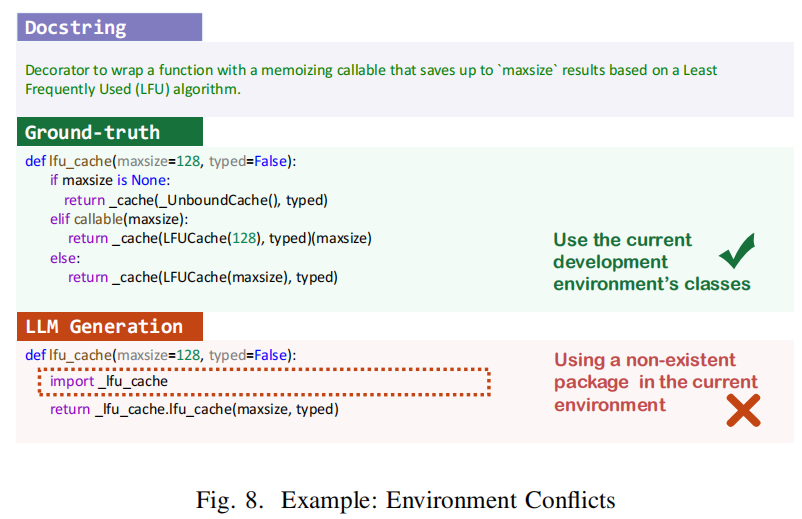 Docstring
Decorator to wrap a function with a memoizing callable that saves up to `maxsize` results based on a Least
Frequently Used (LFU) algorithm.
Ground-truth
def lfu_cache(maxsize=128, typed=False):
if maxsize is None:
return _cache(_UnboundCache(), typed)
elif callable(maxsize):
return _cache(LFUCache(128), typed)(maxsize)
else:
return _cache(LFUCache(maxsize), typed)
Use the current
development
environment's classes
LLM Generation
def lfu_cache(maxsize=128, typed=False):
import _lfu_cache
return _lfu_cache.lfu_cache(maxsize, typed)
Using a non-existent
package in the current
environment
Fig. 8. Example: Environment Conflicts